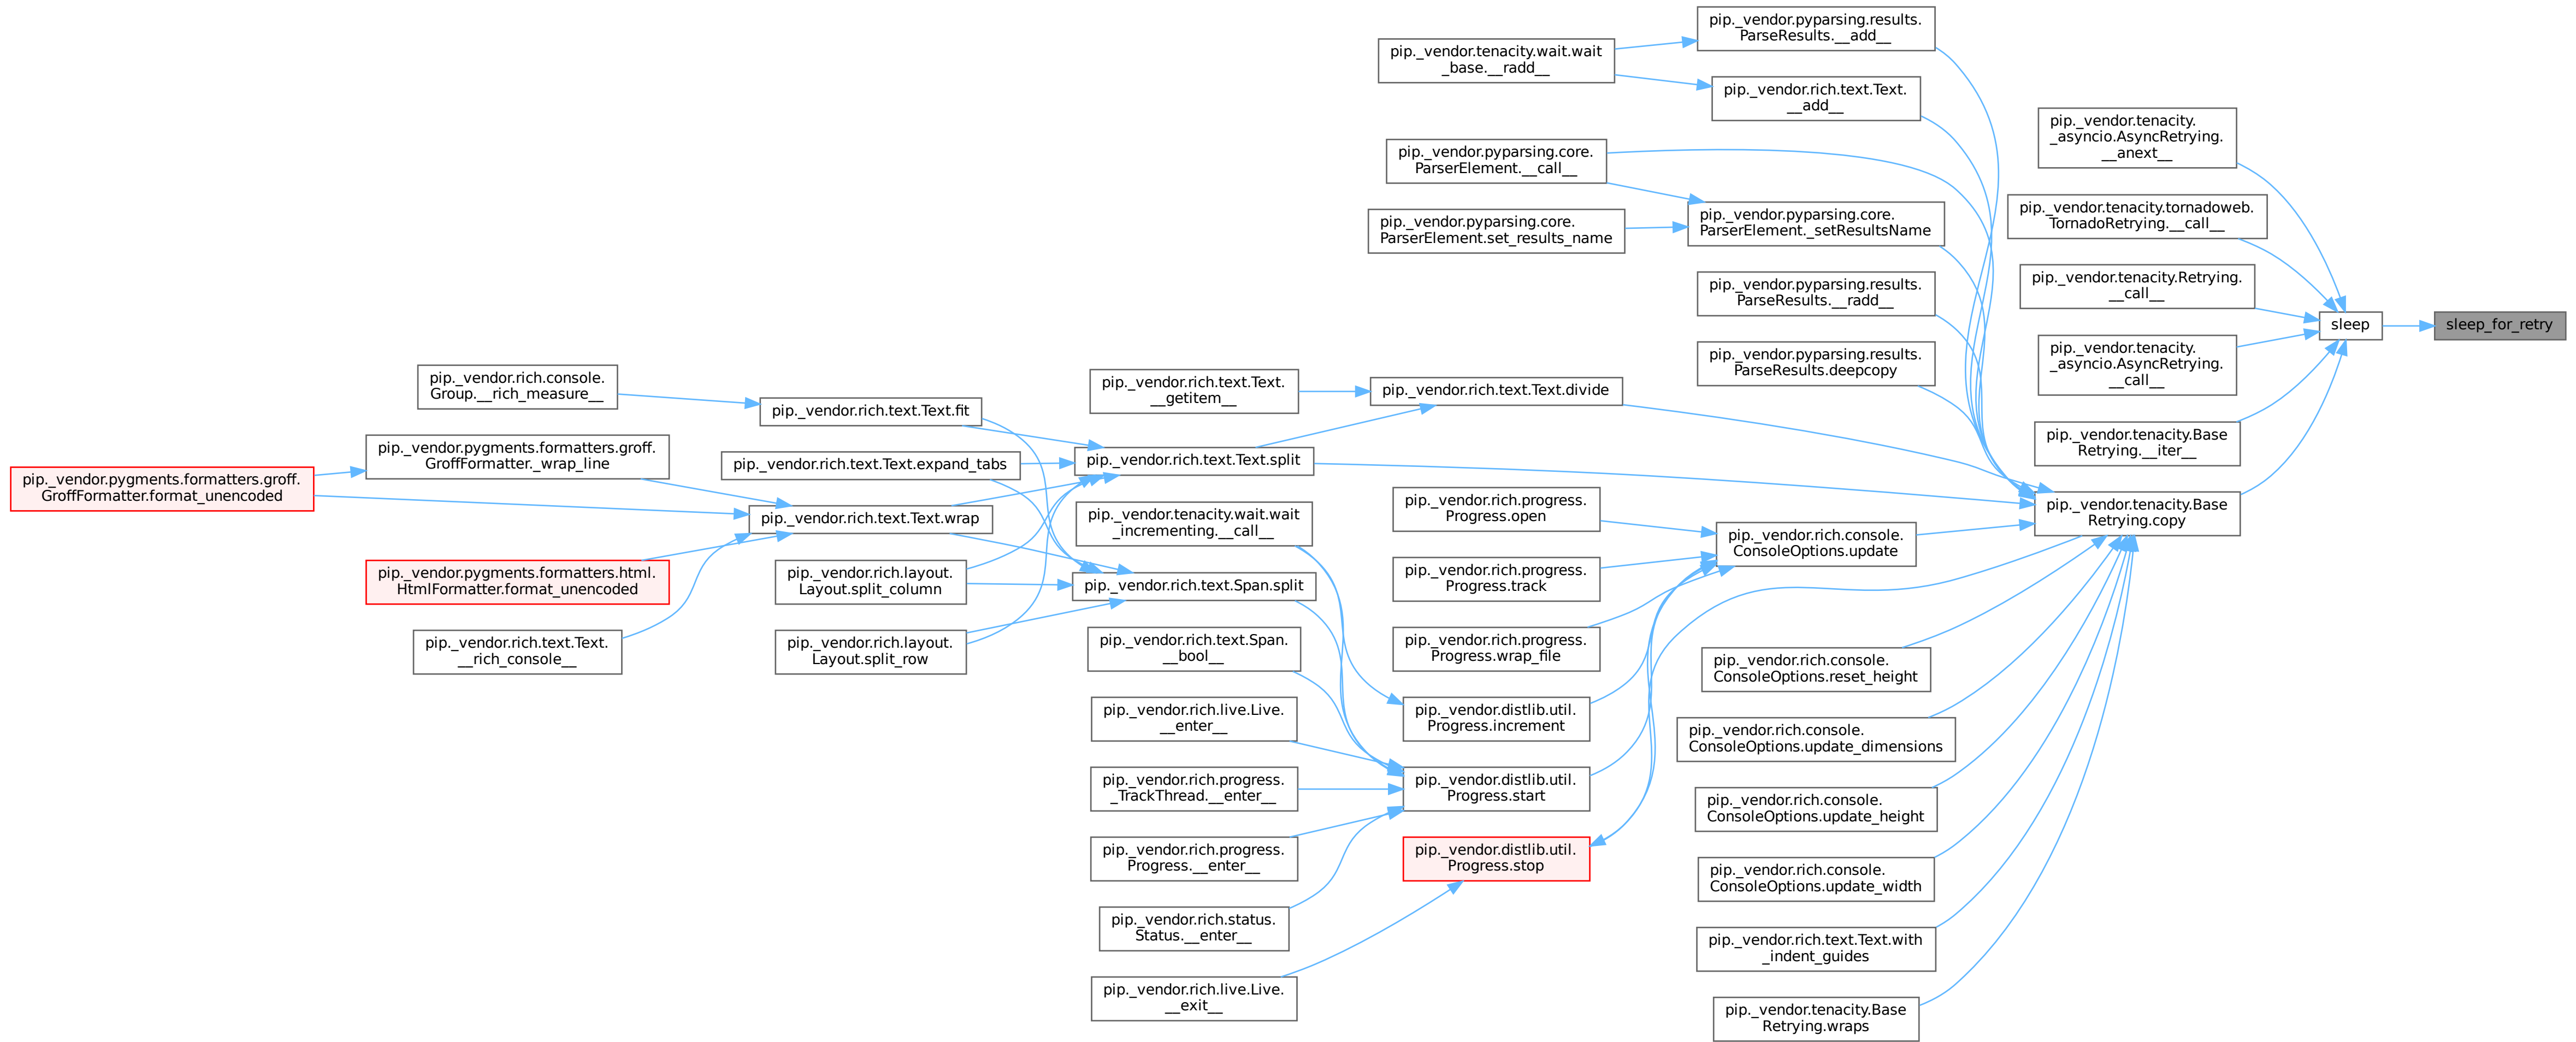 pip._vendor.pyparsing.results.
ParseResults.__add__
pip._vendor.tenacity.wait.wait
_base.__radd__
pip._vendor.rich.text.Text.
__add__
pip._vendor.tenacity.
_asyncio.AsyncRetrying.
__anext__
pip._vendor.pyparsing.core.
ParserElement.__call__
pip._vendor.tenacity.tornadoweb.
TornadoRetrying.__call__
pip._vendor.pyparsing.core.
ParserElement._setResultsName
pip._vendor.pyparsing.core.
ParserElement.set_results_name
pip._vendor.tenacity.Retrying.
__call__
pip._vendor.pyparsing.results.
ParseResults.__radd__
sleep
sleep_for_retry
pip._vendor.tenacity.
_asyncio.AsyncRetrying.
__call__
pip._vendor.pyparsing.results.
ParseResults.deepcopy
pip._vendor.rich.console.
Group.__rich_measure__
pip._vendor.rich.text.Text.
__getitem__
pip._vendor.rich.text.Text.divide
pip._vendor.rich.text.Text.fit
pip._vendor.tenacity.Base
Retrying.__iter__
pip._vendor.pygments.formatters.groff.
GroffFormatter._wrap_line
pip._vendor.rich.text.Text.expand_tabs
pip._vendor.rich.text.Text.split
pip._vendor.pygments.formatters.groff.
GroffFormatter.format_unencoded
pip._vendor.rich.progress.
Progress.open
pip._vendor.tenacity.Base
Retrying.copy
pip._vendor.rich.text.Text.wrap
pip._vendor.tenacity.wait.wait
_incrementing.__call__
pip._vendor.rich.console.
ConsoleOptions.update
pip._vendor.pygments.formatters.html.
HtmlFormatter.format_unencoded
pip._vendor.rich.layout.
Layout.split_column
pip._vendor.rich.text.Span.split
pip._vendor.rich.progress.
Progress.track
pip._vendor.rich.text.Text.
__rich_console__
pip._vendor.rich.layout.
Layout.split_row
pip._vendor.rich.text.Span.
__bool__
pip._vendor.rich.progress.
Progress.wrap_file
pip._vendor.rich.console.
ConsoleOptions.reset_height
pip._vendor.rich.live.Live.
__enter__
pip._vendor.distlib.util.
Progress.increment
pip._vendor.rich.console.
ConsoleOptions.update_dimensions
pip._vendor.rich.progress.
_TrackThread.__enter__
pip._vendor.distlib.util.
Progress.start
pip._vendor.rich.console.
ConsoleOptions.update_height
pip._vendor.rich.progress.
Progress.__enter__
pip._vendor.distlib.util.
Progress.stop
pip._vendor.rich.console.
ConsoleOptions.update_width
pip._vendor.rich.status.
Status.__enter__
pip._vendor.rich.text.Text.with
_indent_guides
pip._vendor.rich.live.Live.
__exit__
pip._vendor.tenacity.Base
Retrying.wraps